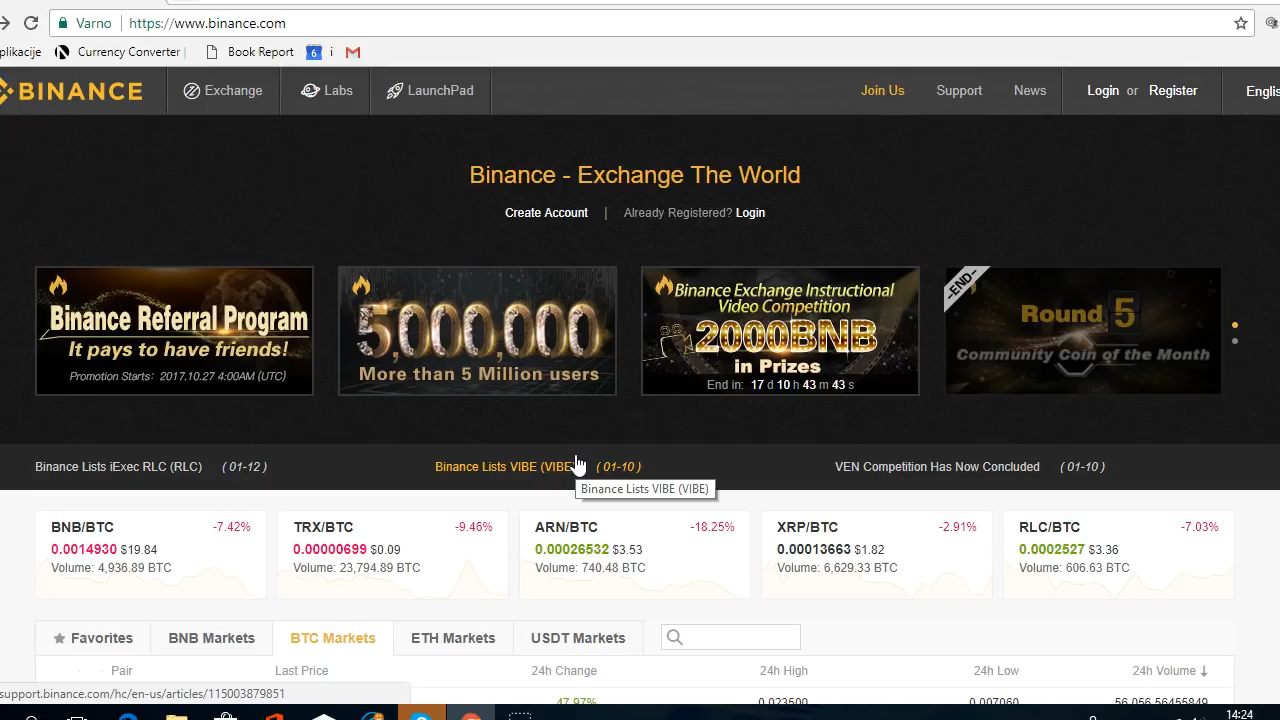 Varno https://www.binance.com
plikacije Currency Converter Book Report 6 i
BINANCE Exchange Labs LaunchPad Join Us Support News Login or Register Englis
Binance - Exchange The World
Create Account | Already Registered? Login
Binance Referral Program
It pays to have friends!
Promotion Starts: 2017.10.27 4:00AM (UTC)
5,000,000
More than 5 Million users
Binance Exchange Instructional
Video Competition
2000BNB
in Prizes
End in: 17 d 10 h 43 m 43 s
-END-
Round 5
Community Coin of the Month
Binance Lists iExec RLC (RLC) ( 01-12 ) Binance Lists VIBE (VIBE) ( 01-10 ) VEN Competition Has Now Concluded ( 01-10 )
Binance Lists VIBE (VIBE)
BNB/BTC -7.42%
0.0014930 $19.84
Volume: 4,936.89 BTC
TRX/BTC -9.46%
0.00000699 $0.09
Volume: 23,794.89 BTC
ARN/BTC -18.25%
0.00026532 $3.53
Volume: 740.48 BTC
XRP/BTC -2.91%
0.00013663 $1.82
Volume: 6,629.33 BTC
RLC/BTC -7.03%
0.0002527 $3.36
Volume: 606.63 BTC
Favorites BNB Markets BTC Markets ETH Markets USDT Markets
Pair Last Price 24h Change 24h High 24h Low 24h Volume
support.binance.com/hc/en-us/articles/115003879851
47.97% 0.023500 0.007060 56,056.56455849
14:24